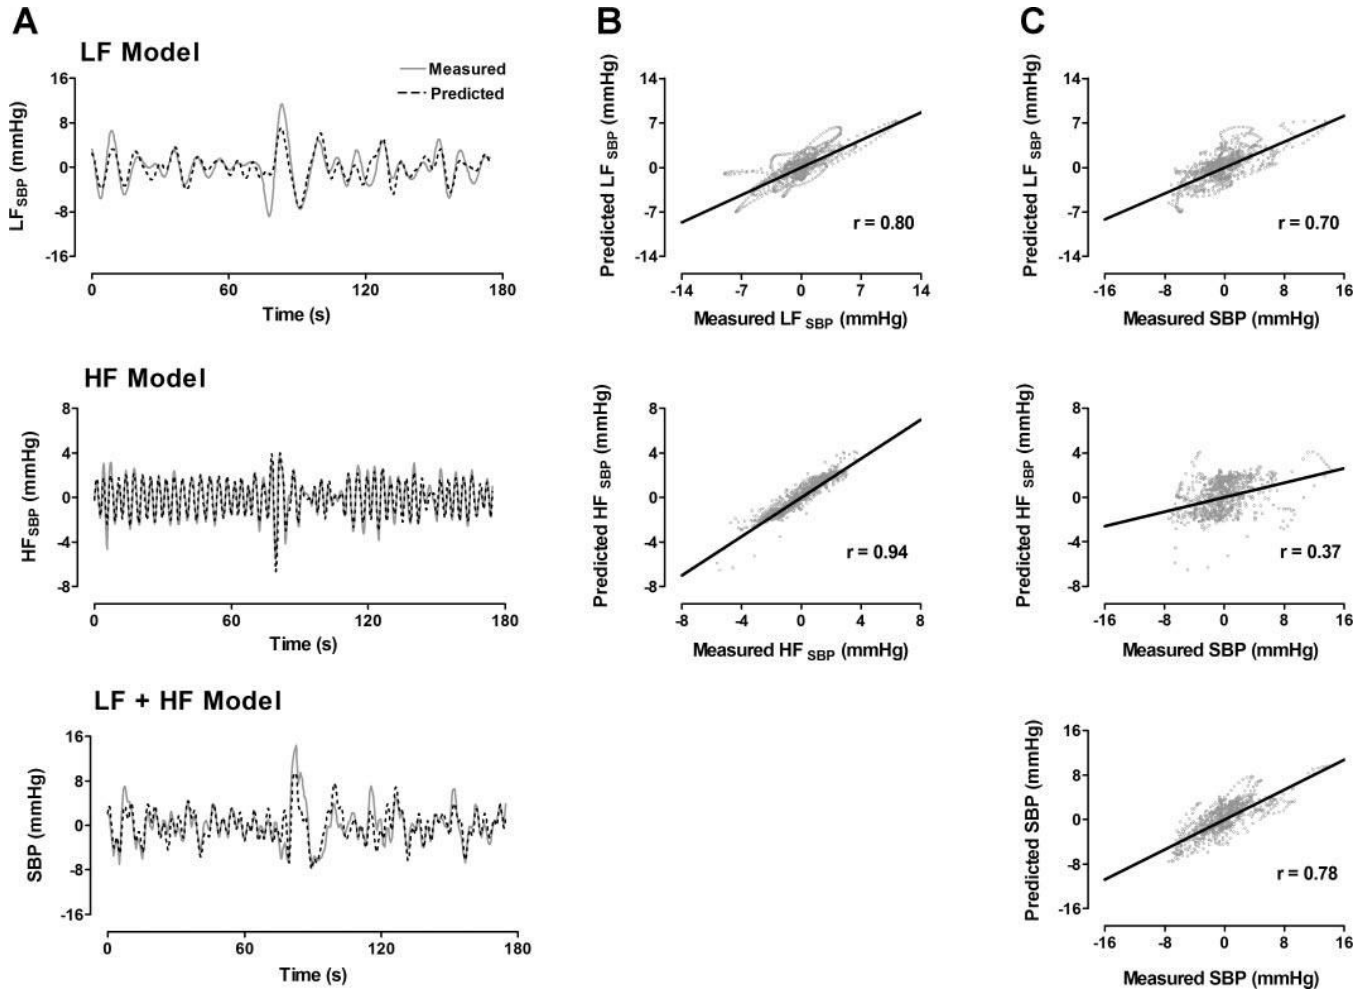 A
B
C
LF Model
Measured
Predicted
16
8
0
-8
-16
LF SBP (mmHg)
0
60
120
180
Time (s)
14
7
0
-7
-14
Predicted LF SBP (mmHg)
r = 0.80
-14
-7
0
7
14
Measured LF SBP (mmHg)
14
7
0
-7
-14
Predicted LF SBP (mmHg)
r = 0.70
-16
-8
0
8
16
Measured SBP (mmHg)
HF Model
8
4
0
-4
-8
HF SBP (mmHg)
0
60
120
180
Time (s)
8
4
0
-4
-8
Predicted HF SBP (mmHg)
r = 0.94
-8
-4
0
4
8
Measured HF SBP (mmHg)
8
4
0
-4
-8
Predicted HF SBP (mmHg)
r = 0.37
-16
-8
0
8
16
Measured SBP (mmHg)
LF + HF Model
16
8
0
-8
-16
SBP (mmHg)
0
60
120
180
Time (s)
16
8
0
-8
-16
Predicted SBP (mmHg)
r = 0.78
-16
-8
0
8
16
Measured SBP (mmHg)